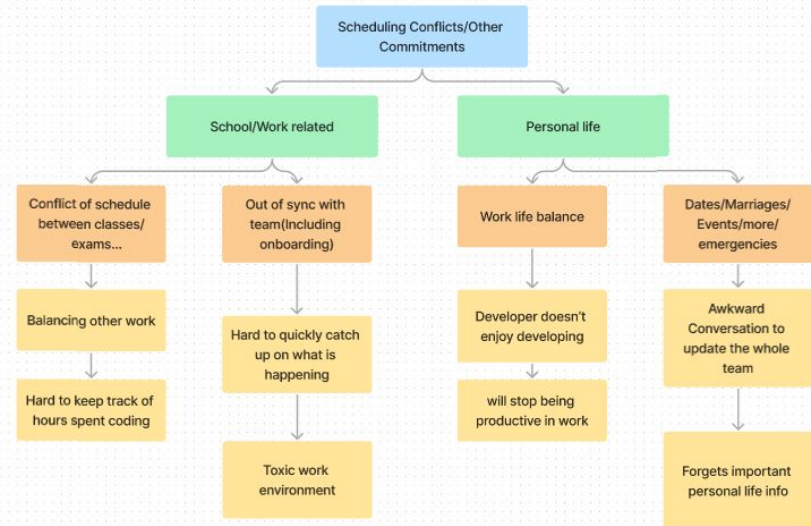 Scheduling Conflicts/Other
Commitments
School/Work related
Personal life
Conflict of schedule
between classes/
exams...
Out of sync with
team(Including
onboarding)
Work life balance
Dates/Marriages/
Events/more/
emergencies
Balancing other work
Hard to quickly catch
up on what is
happening
Developer doesn't
enjoy developing
Awkward
Conversation to
update the whole
team
Hard to keep track of
hours spent coding
will stop being
productive in work
Toxic work
environment
Forgets important
personal life info